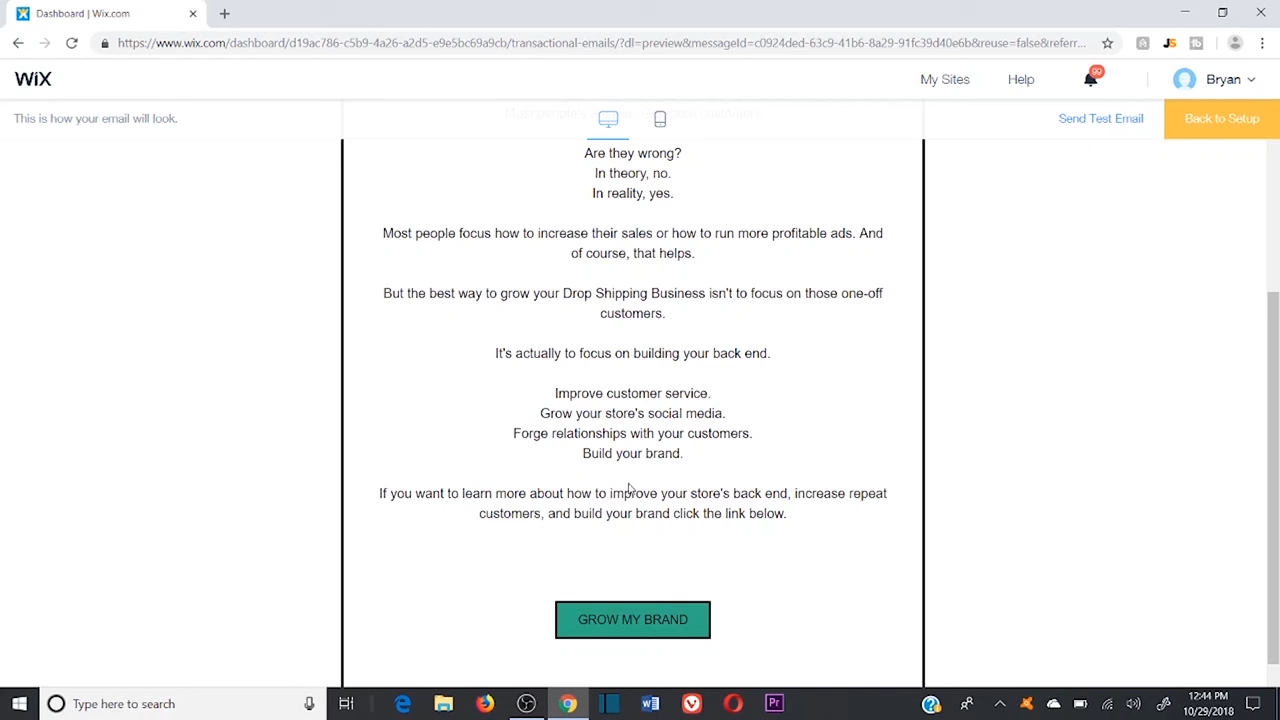 Dashboard | Wix.com
https://www.wix.com/dashboard/d19ac786-c5b9-4a26-a2d5-e9e5bc69a9cb/transactional-emails/?dl=preview&messageId=c0924ded-63c9-41b6-8a29-91fc39d40e6b&reuse=false&referr...
WiX
My Sites
Help
99
Bryan
This is how your email will look.
Send Test Email
Back to Setup
Are they wrong?
In theory, no.
In reality, yes.
Most people focus how to increase their sales or how to run more profitable ads. And
of course, that helps.
But the best way to grow your Drop Shipping Business isn't to focus on those one-off
customers.
It's actually to focus on building your back end.
Improve customer service.
Grow your store's social media.
Forge relationships with your customers.
Build your brand.
If you want to learn more about how to improve your store's back end, increase repeat
customers, and build your brand click the link below.
GROW MY BRAND
Type here to search
12:44 PM
10/29/2018